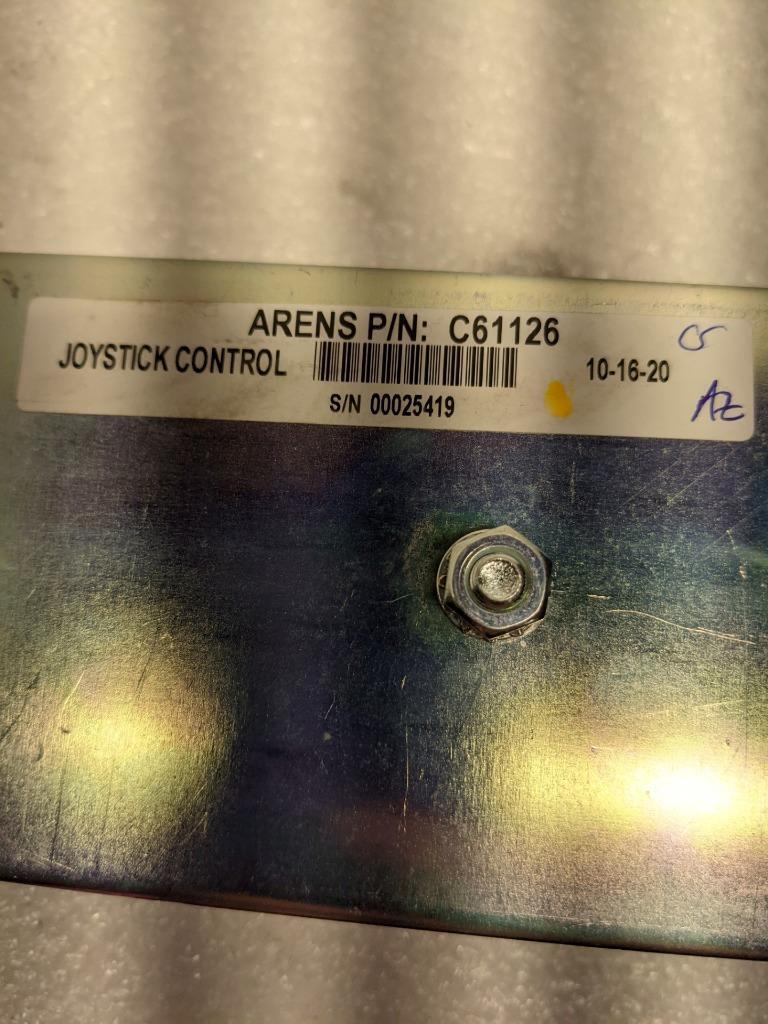 ARENS P/N: C61126
JOYSTICK CONTROL
10-16-20
S/N 00025419